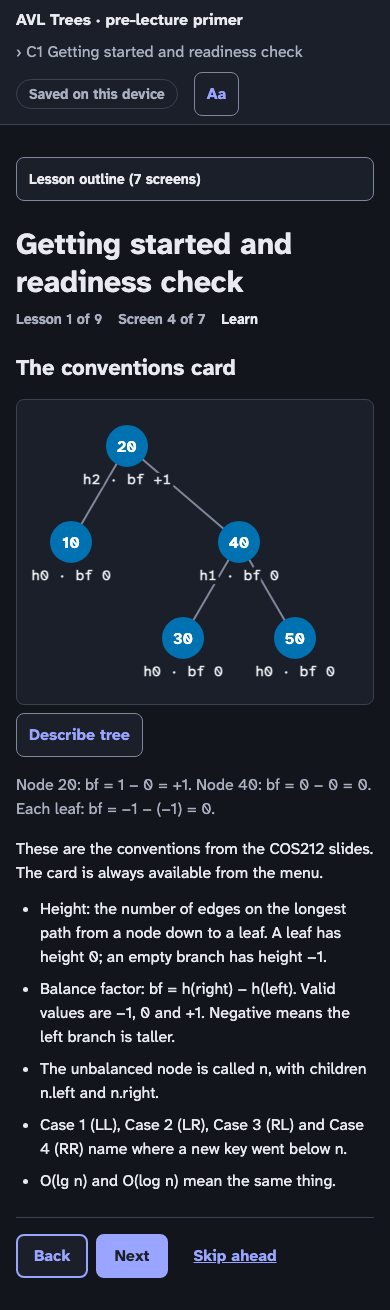 AVL Trees · pre-lecture primer
› C1 Getting started and readiness check
Saved on this device
Aa
Lesson outline (7 screens)
Getting started and
readiness check
Lesson 1 of 9 Screen 4 of 7 Learn
The conventions card
20
h2 · bf +1
10
40
h0 · bf 0
h1 · bf 0
30
50
h0 · bf 0
h0 · bf 0
Describe tree
Node 20: bf = 1 − 0 = +1. Node 40: bf = 0 − 0 = 0.
Each leaf: bf = −1 − (−1) = 0.
These are the conventions from the COS212 slides.
The card is always available from the menu.
• Height: the number of edges on the longest
path from a node down to a leaf. A leaf has
height 0; an empty branch has height −1.
• Balance factor: bf = h(right) − h(left). Valid
values are −1, 0 and +1. Negative means the
left branch is taller.
• The unbalanced node is called n, with children
n.left and n.right.
• Case 1 (LL), Case 2 (LR), Case 3 (RL) and Case
4 (RR) name where a new key went below n.
• O(lg n) and O(log n) mean the same thing.
Back
Next
Skip ahead